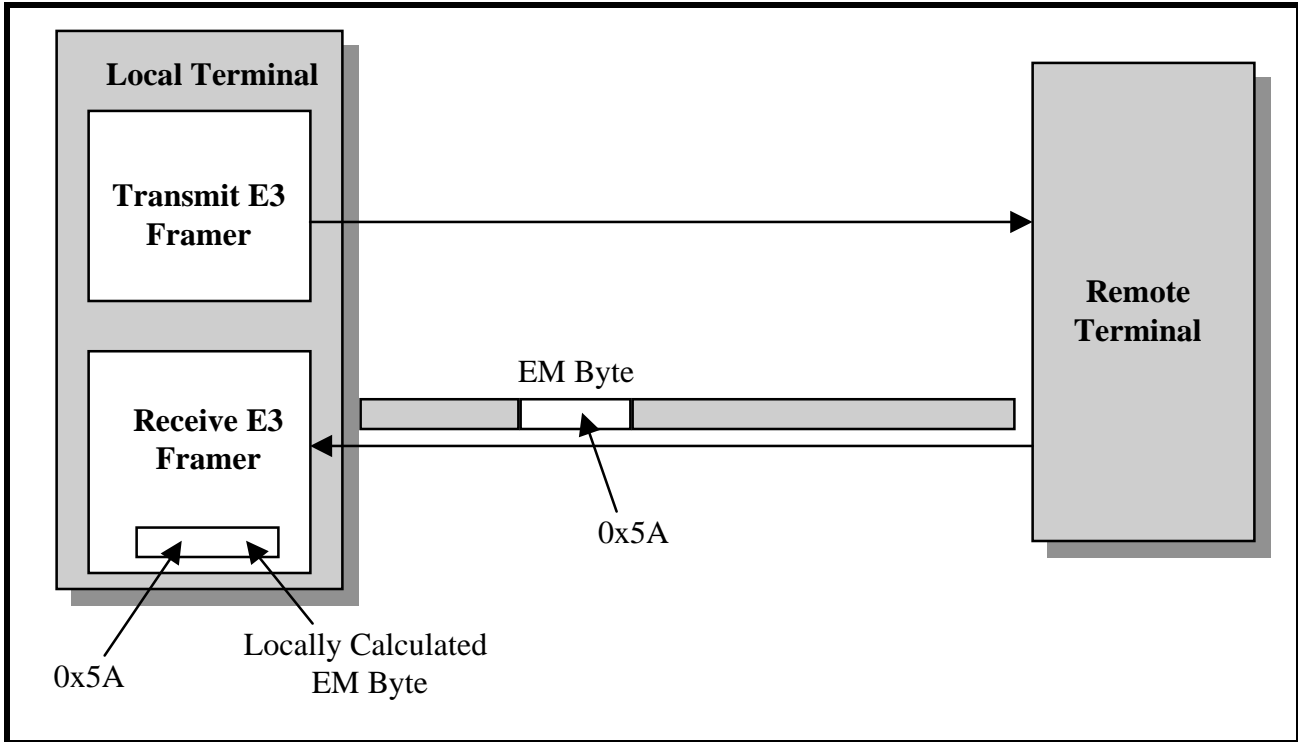 Local Terminal
Transmit E3
Framer
Remote
Terminal
EM Byte
Receive E3
Framer
0x5A
Locally Calculated
EM Byte
0x5A